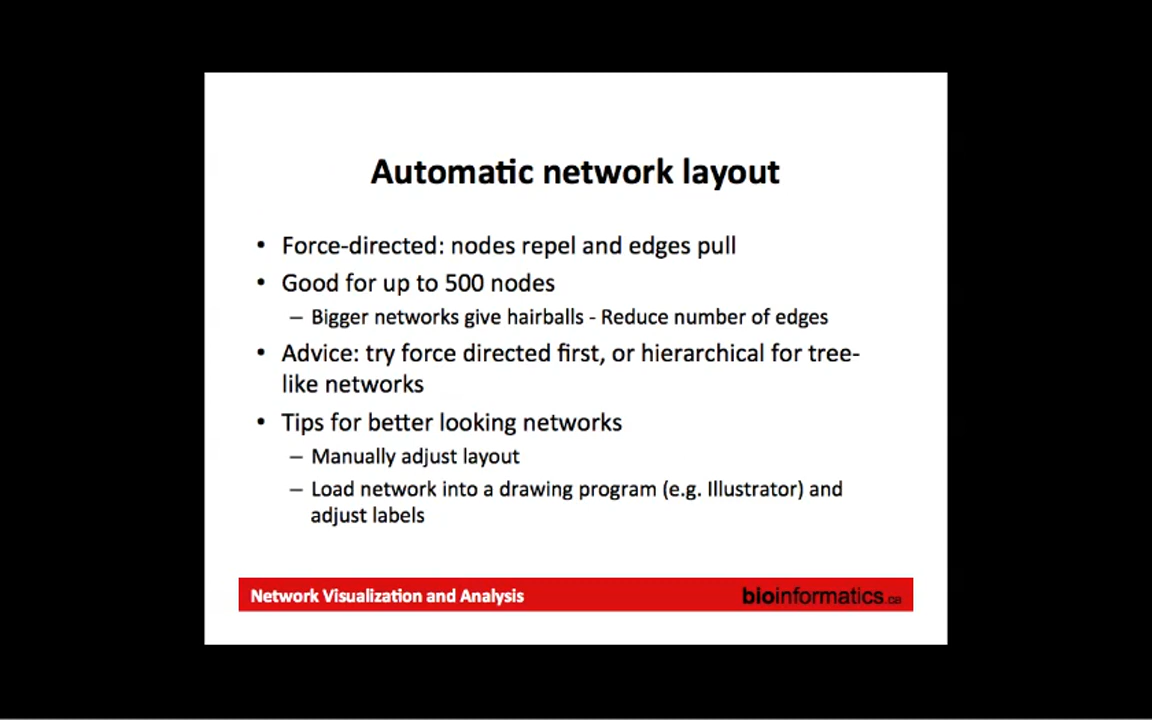 Automatic network layout
• Force-directed: nodes repel and edges pull
• Good for up to 500 nodes
– Bigger networks give hairballs - Reduce number of edges
• Advice: try force directed first, or hierarchical for tree-
like networks
• Tips for better looking networks
– Manually adjust layout
– Load network into a drawing program (e.g. Illustrator) and
adjust labels
Network Visualization and Analysis
bioinformatics.ca